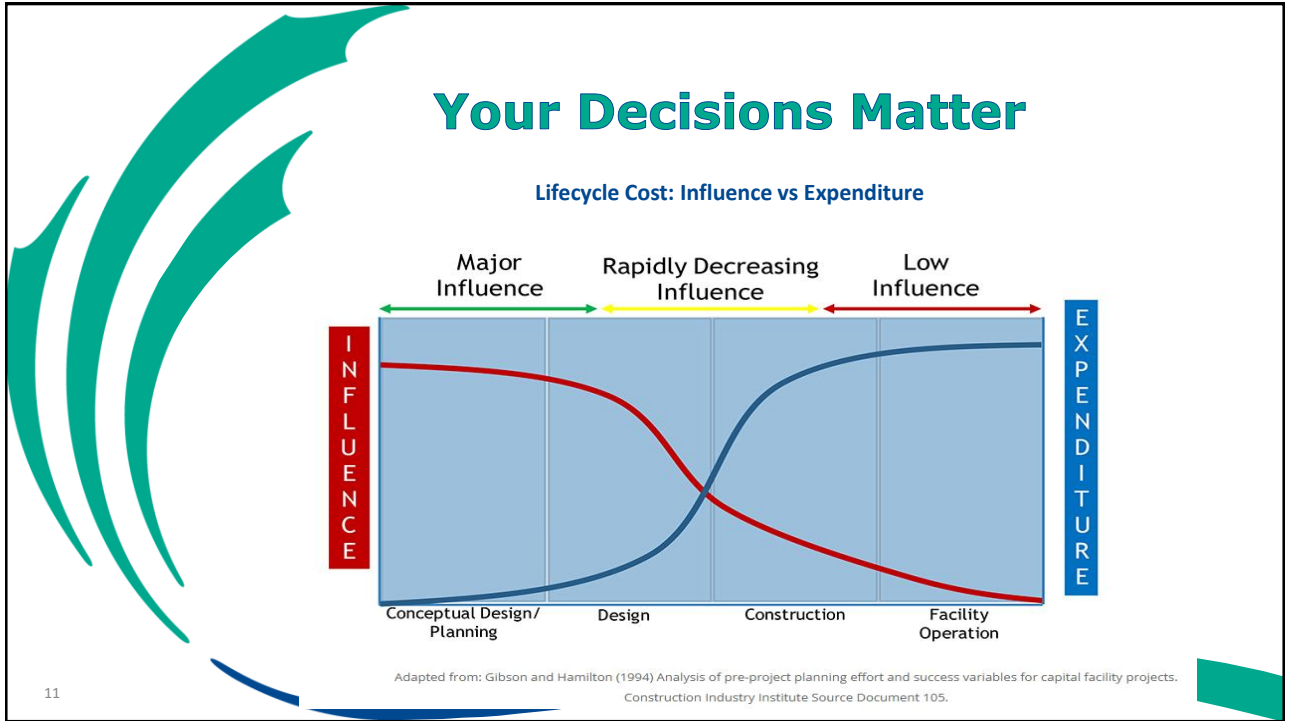 Your Decisions Matter
Lifecycle Cost: Influence vs Expenditure
Major
Influence
Rapidly Decreasing
Influence
Low
Influence
INFLUENCE
EXPENDITURE
Conceptual Design/
Planning
Design
Construction
Facility
Operation
Adapted from: Gibson and Hamilton (1994) Analysis of pre-project planning effort and success variables for capital facility projects.
Construction Industry Institute Source Document 105.
11